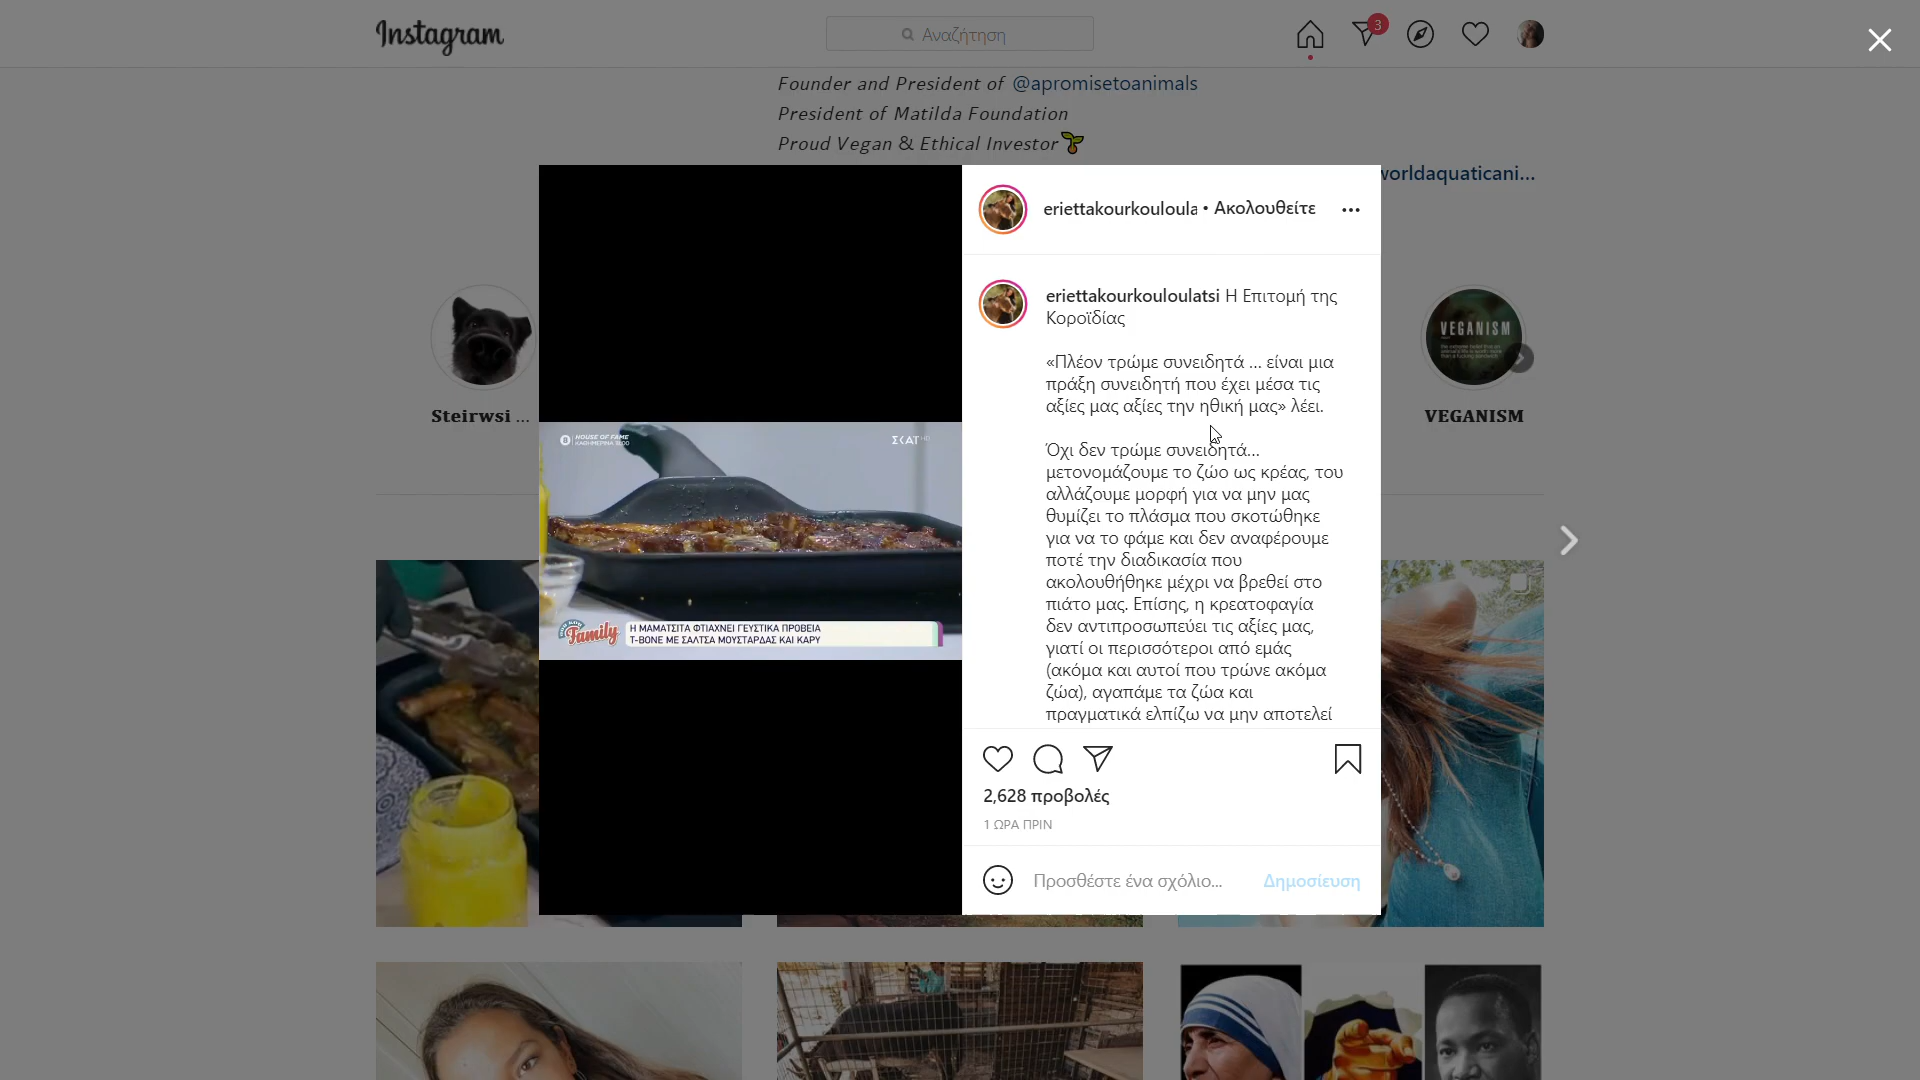 Instagram
Αναζήτηση
3
Founder and President of @apromisetoanimals
President of Matilda Foundation
Proud Vegan & Ethical Investor
worldaquaticani...
Steirwsi ...
VEGANISM
VEGANISM
HOUSE OF FAME
ΚΑΘΗΜΕΡΙΝΑ
ΣΚΑΪ HD
Family
Η ΜΑΜΑΤΣΙΤΑ ΦΤΙΑΧΝΕΙ ΓΕΥΣΤΙΚΑ ΠΡΟΒΕΙΑ
T-BONE ΜΕ ΣΑΛΤΣΑ ΜΟΥΣΤΑΡΔΑΣ ΚΑΙ ΚΑΡΥ
eriettakourkouloula • Ακολουθείτε
eriettakourkouloulatsi Η Επιτομή της
Κοροϊδίας
«Πλέον τρώμε συνειδητά ... είναι μια
πράξη συνειδητή που έχει μέσα τις
αξίες μας αξίες την ηθική μας» λέει.
Όχι δεν τρώμε συνειδητά...
μετονομάζουμε το ζώο ως κρέας, του
αλλάζουμε μορφή για να μην μας
θυμίζει το πλάσμα που σκοτώθηκε
για να το φάμε και δεν αναφέρουμε
ποτέ την διαδικασία που
ακολουθήθηκε μέχρι να βρεθεί στο
πιάτο μας. Επίσης, η κρεατοφαγία
δεν αντιπροσωπεύει τις αξίες μας,
γιατί οι περισσότεροι από εμάς
(ακόμα και αυτοί που τρώνε ακόμα
ζώα), αγαπάμε τα ζώα και
πραγματικά ελπίζω να μην αποτελεί
2,628 προβολές
1 ΩΡΑ ΠΡΙΝ
Προσθέστε ένα σχόλιο...
Δημοσίευση